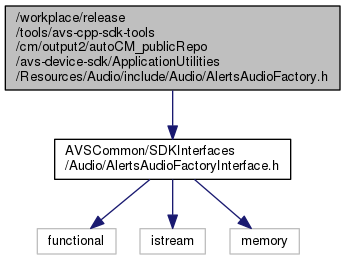 /workplace/release
/tools/avs-cpp-sdk-tools
/cm/output2/autoCM_publicRepo
/avs-device-sdk/ApplicationUtilities
/Resources/Audio/include/Audio/AlertsAudioFactory.h
AVSCommon/SDKInterfaces
/Audio/AlertsAudioFactoryInterface.h
functional
istream
memory